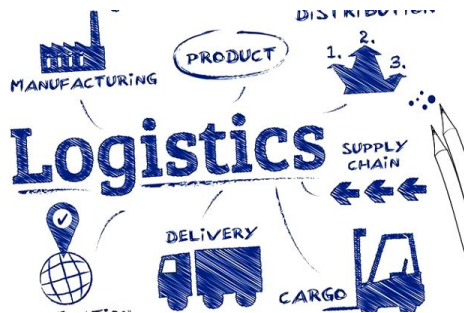 DISTRIBUTION
PRODUCT
1. 2. 3.
MANUFACTURING
Logistics
SUPPLY
CHAIN
DELIVERY
CARGO